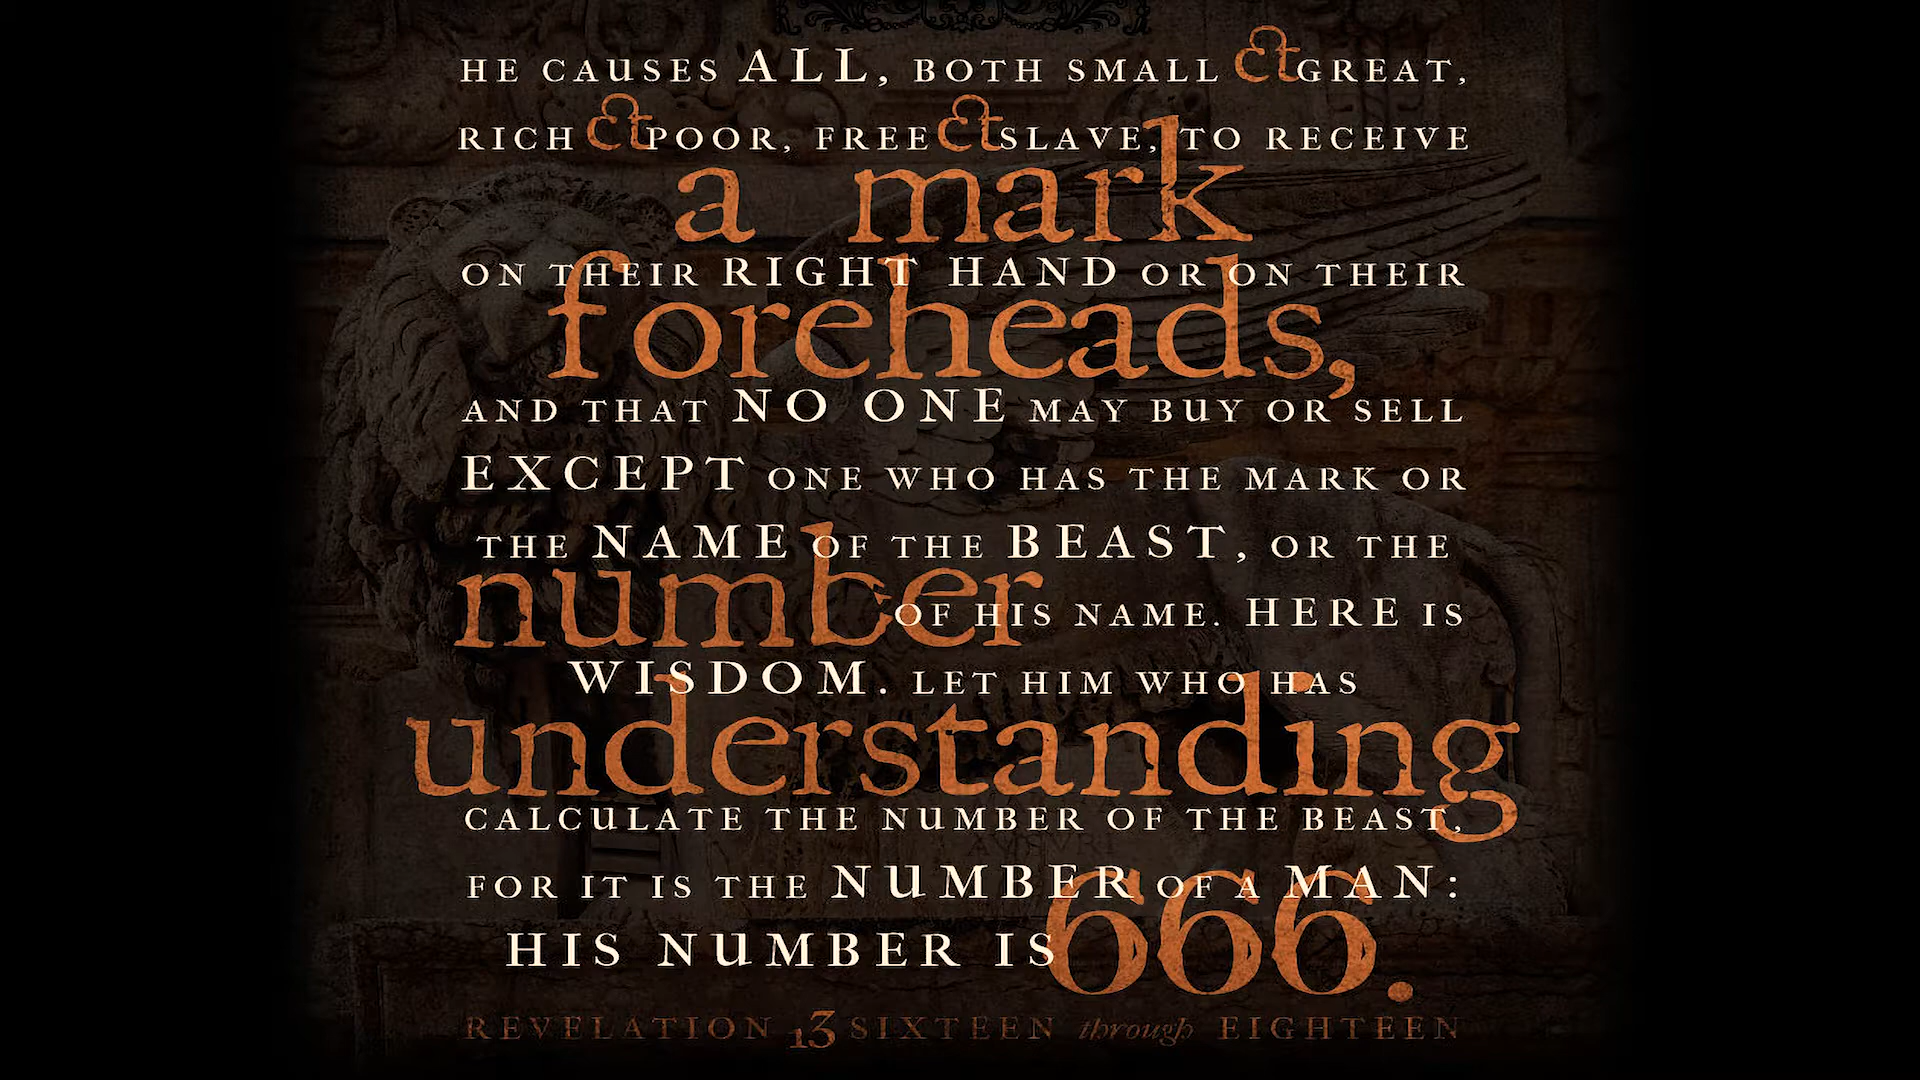 HE CAUSES ALL, BOTH SMALL & GREAT,
RICH & POOR, FREE & SLAVE, TO RECEIVE
a mark
ON THEIR RIGHT HAND OR ON THEIR
foreheads,
AND THAT NO ONE MAY BUY OR SELL
EXCEPT ONE WHO HAS THE MARK OR
THE NAME OF THE BEAST, OR THE
number OF HIS NAME. HERE IS
WISDOM. LET HIM WHO HAS
understanding
CALCULATE THE NUMBER OF THE BEAST,
FOR IT IS THE NUMBER OF A MAN:
HIS NUMBER IS 666.
REVELATION 13 SIXTEEN through EIGHTEEN